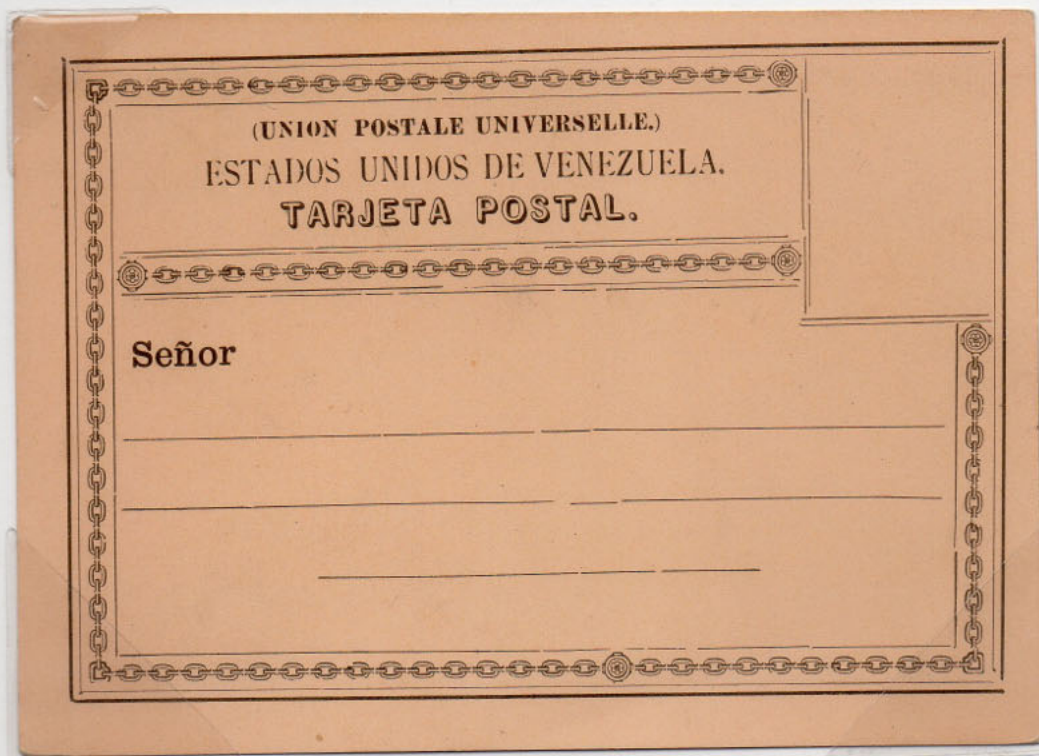 (UNION POSTALE UNIVERSELLE.)
ESTADOS UNIDOS DE VENEZUELA.
TARJETA POSTAL.
Señor